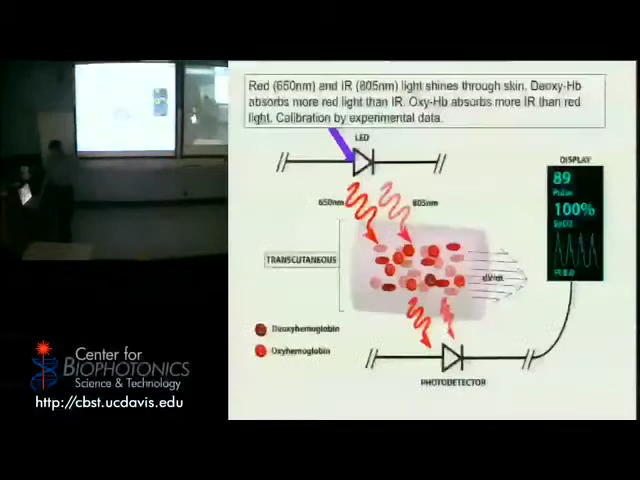 Red (650nm) and IR (805nm) light shines through skin. Deoxy-Hb
absorbs more red light than IR. Oxy-Hb absorbs more IR than red
light. Calibration by experimental data.
LED
DISPLAY
89
Pulse
100%
SpO2
650nm
805nm
TRANSCUTANEOUS
Deoxyhemoglobin
Oxyhemoglobin
PHOTODETECTOR
Center for
BIOPHOTONICS
Science & Technology
http://cbst.ucdavis.edu